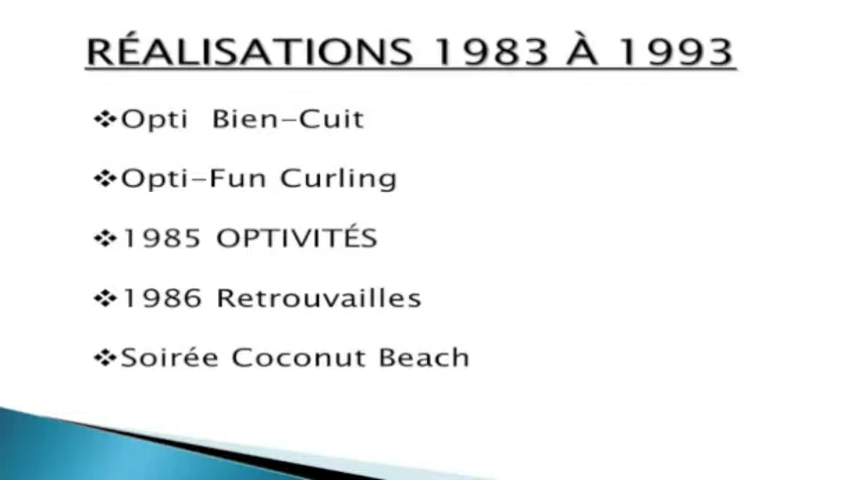 RÉALISATIONS 1983 À 1993
❖Opti Bien-Cuit
❖Opti-Fun Curling
❖1985 OPTIVITÉS
❖1986 Retrouvailles
❖Soirée Coconut Beach